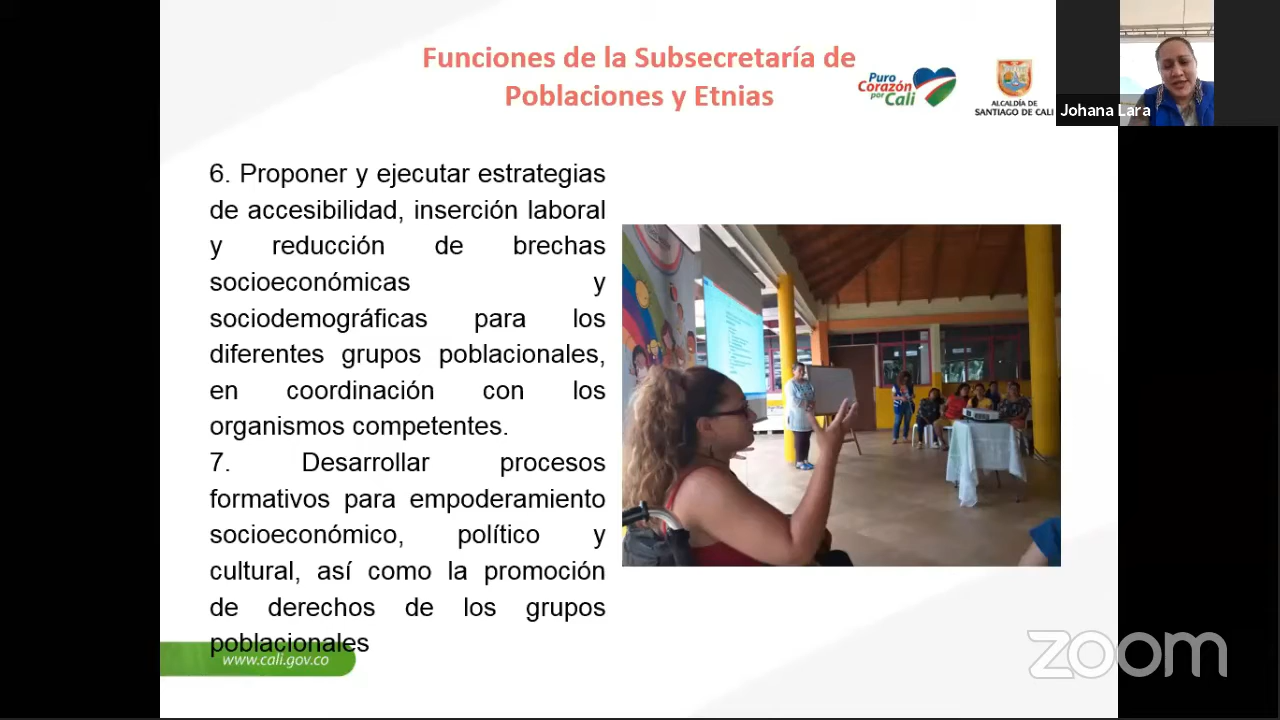 Funciones de la Subsecretaría de
Poblaciones y Etnias
Puro
Corazón
por Cali
ALCALDÍA DE
SANTIAGO DE CALI
Johana Lara
6. Proponer y ejecutar estrategias
de accesibilidad, inserción laboral
y reducción de brechas
socioeconómicas y
sociodemográficas para los
diferentes grupos poblacionales,
en coordinación con los
organismos competentes.
7. Desarrollar procesos
formativos para empoderamiento
socioeconómico, político y
cultural, así como la promoción
de derechos de los grupos
poblacionales
www.cali.gov.co
zoom